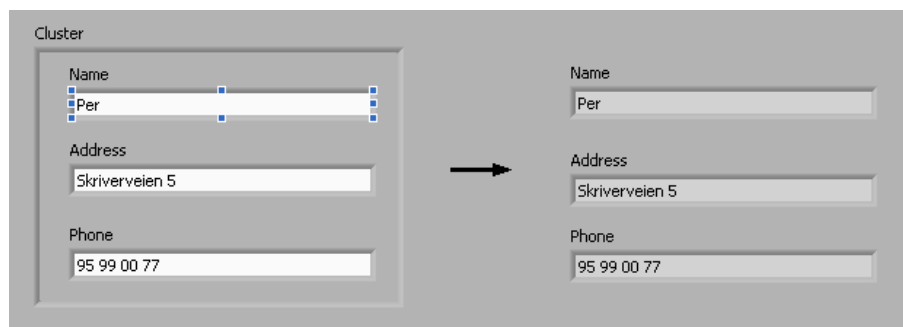 Cluster
Name
Per
Address
Skriverveien 5
Phone
95 99 00 77
Name
Per
Address
Skriverveien 5
Phone
95 99 00 77